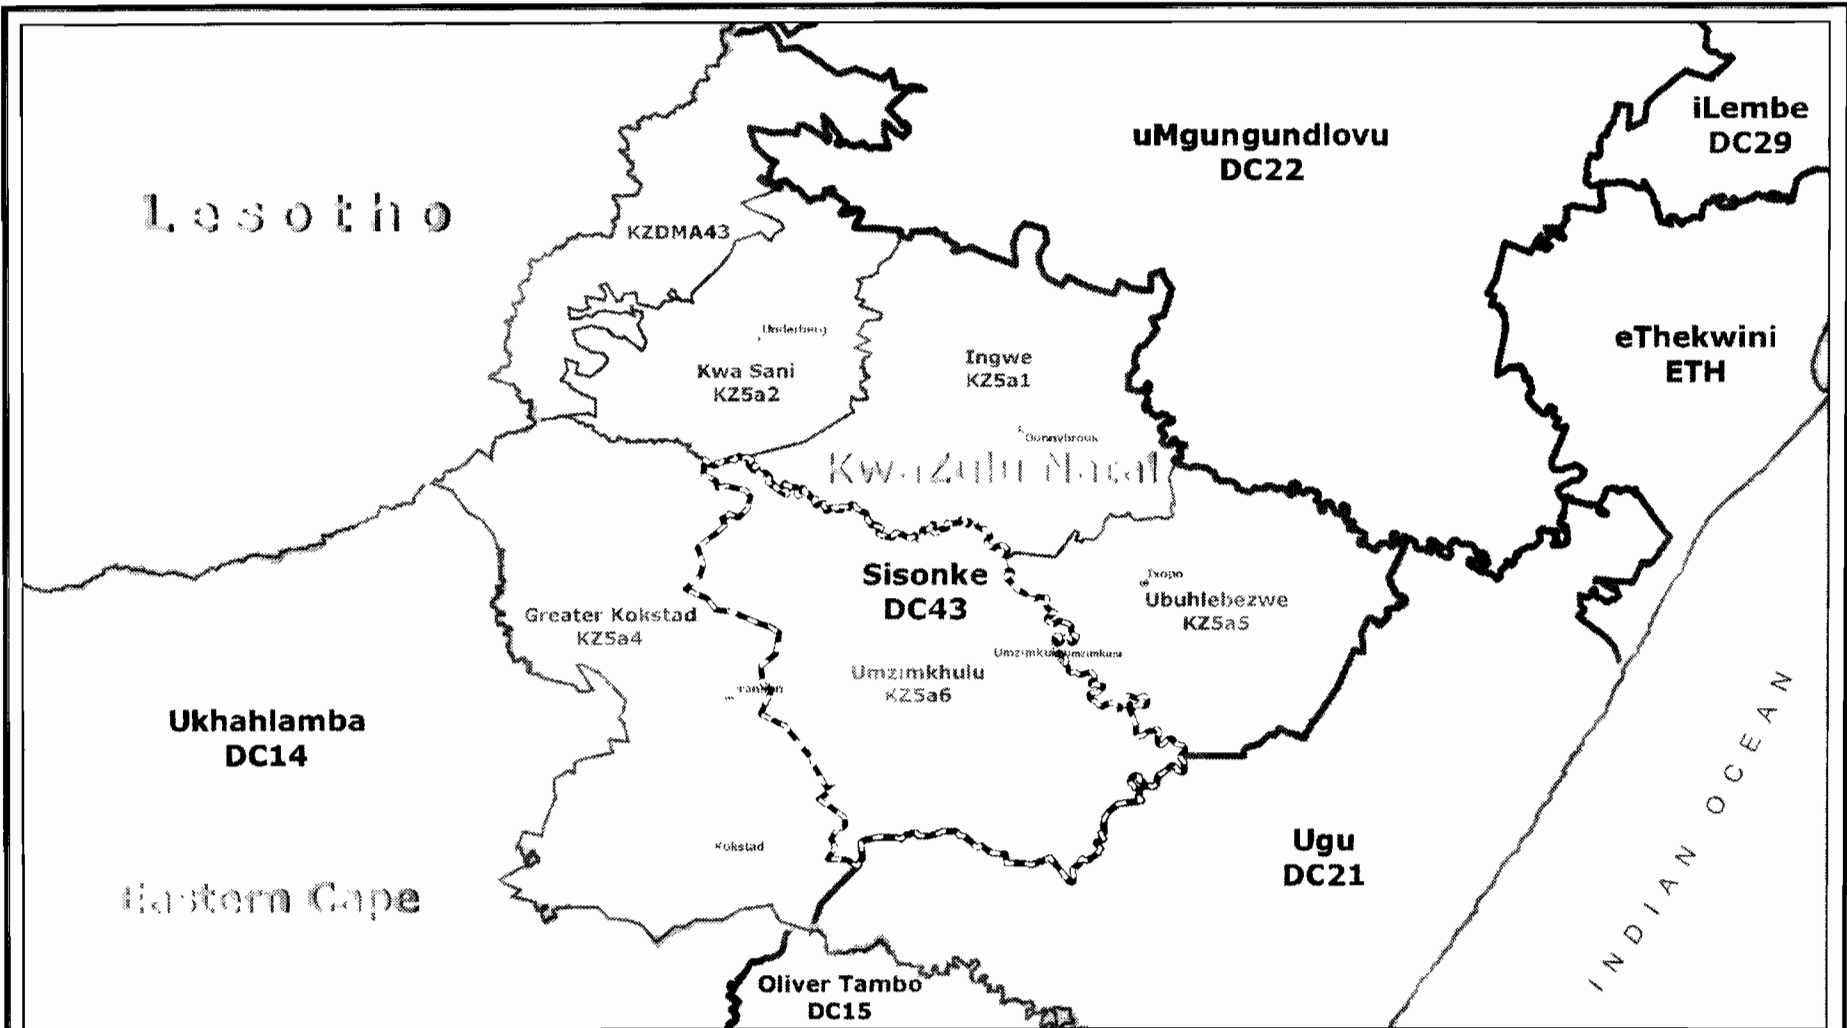 iLembe
DC29
uMgungundlovu
DC22
Lesotho
KZDMA43
Underberg
eThekwini
ETH
Ingwe
KZ5a1
Kwa Sani
KZ5a2
Donnybrook
KwaZulu Natal
Sisonke
DC43
Ixopo
Ubuhlebezwe
KZ5a5
Greater Kokstad
KZ5a4
Umzimkhulu
KZ5a6
Franklin
Ukhahlamba
DC14
INDIAN OCEAN
Kokstad
Ugu
DC21
Eastern Cape
Oliver Tambo
DC15